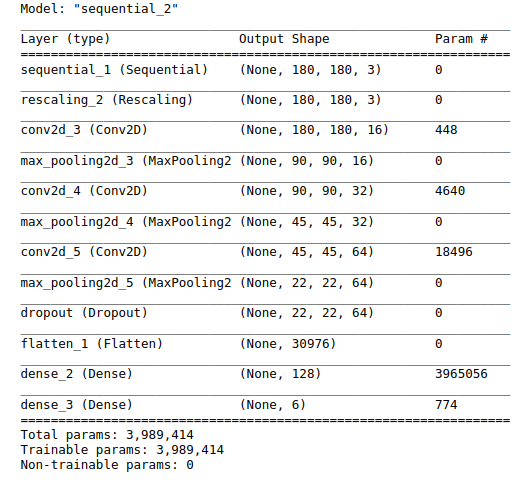 Model: "sequential_2"
Layer (type) Output Shape Param #
sequential_1 (Sequential) (None, 180, 180, 3) 0
rescaling_2 (Rescaling) (None, 180, 180, 3) 0
conv2d_3 (Conv2D) (None, 180, 180, 16) 448
max_pooling2d_3 (MaxPooling2 (None, 90, 90, 16) 0
conv2d_4 (Conv2D) (None, 90, 90, 32) 4640
max_pooling2d_4 (MaxPooling2 (None, 45, 45, 32) 0
conv2d_5 (Conv2D) (None, 45, 45, 64) 18496
max_pooling2d_5 (MaxPooling2 (None, 22, 22, 64) 0
dropout (Dropout) (None, 22, 22, 64) 0
flatten_1 (Flatten) (None, 30976) 0
dense_2 (Dense) (None, 128) 3965056
dense_3 (Dense) (None, 6) 774
Total params: 3,989,414
Trainable params: 3,989,414
Non-trainable params: 0